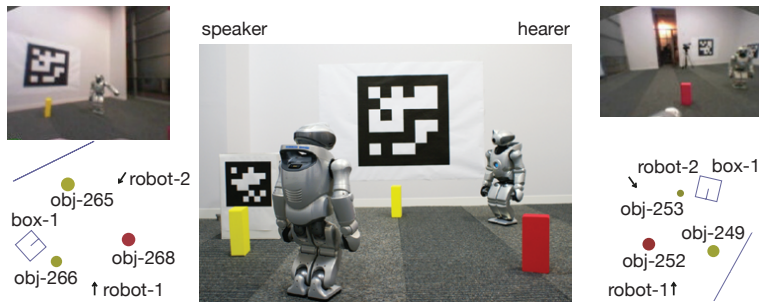 speaker
hearer
robot-2
obj-265
box-1
obj-268
obj-266
robot-1
robot-2
box-1
obj-253
obj-249
obj-252
robot-1